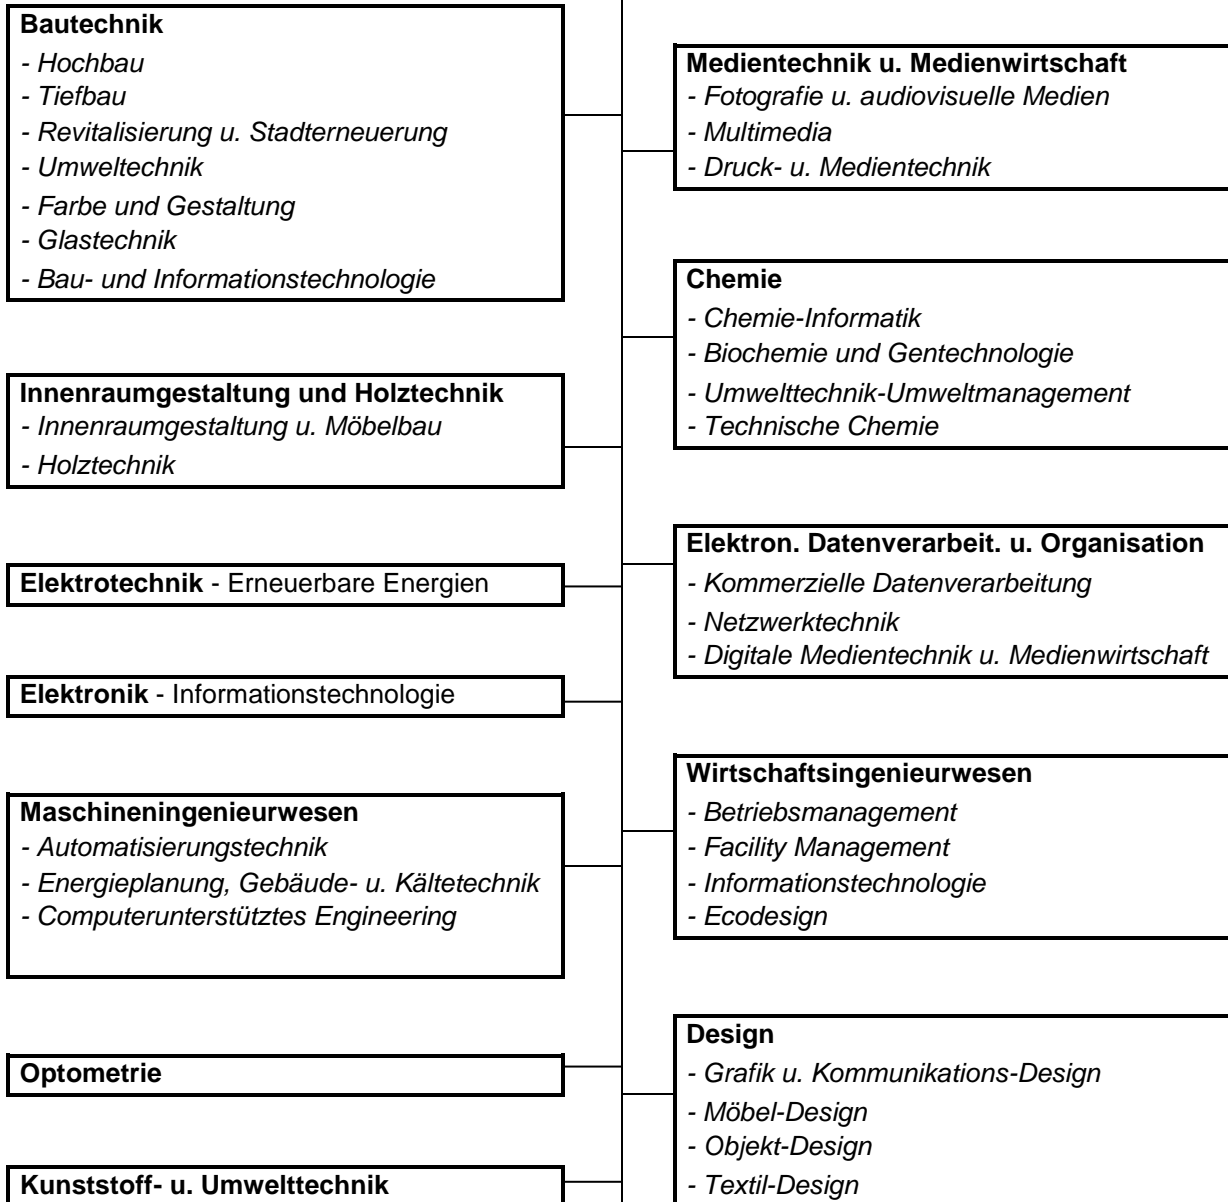 Bautechnik
- Hochbau
- Tiefbau
- Revitalisierung u. Stadterneuerung
- Umweltechnik
- Farbe und Gestaltung
- Glastechnik
- Bau- und Informationstechnologie
Innenraumgestaltung und Holztechnik
- Innenraumgestaltung u. Möbelbau
- Holztechnik
Elektrotechnik - Erneuerbare Energien
Elektronik - Informationstechnologie
Maschineningenieurwesen
- Automatisierungstechnik
- Energieplanung, Gebäude- u. Kältetechnik
- Computerunterstütztes Engineering
Optometrie
Kunststoff- u. Umwelttechnik
Medientechnik u. Medienwirtschaft
- Fotografie u. audiovisuelle Medien
- Multimedia
- Druck- u. Medientechnik
Chemie
- Chemie-Informatik
- Biochemie und Gentechnologie
- Umwelttechnik-Umweltmanagement
- Technische Chemie
Elektron. Datenverarbeit. u. Organisation
- Kommerzielle Datenverarbeitung
- Netzwerktechnik
- Digitale Medientechnik u. Medienwirtschaft
Wirtschaftsingenieurwesen
- Betriebsmanagement
- Facility Management
- Informationstechnologie
- Ecodesign
Design
- Grafik u. Kommunikations-Design
- Möbel-Design
- Objekt-Design
- Textil-Design